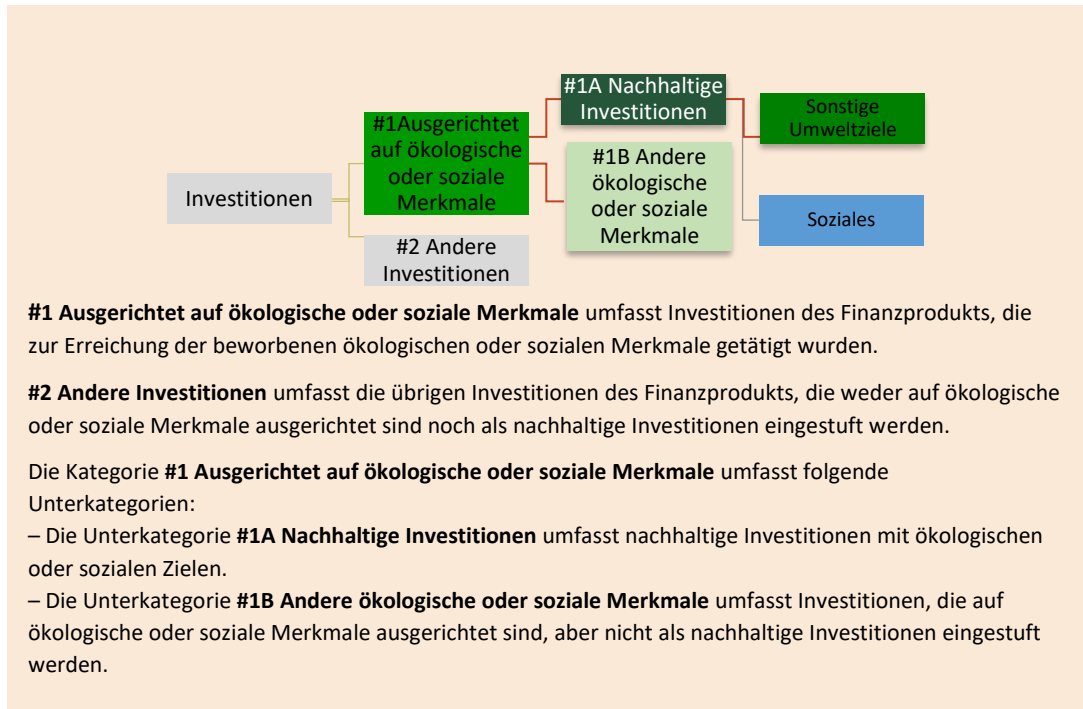 Investitionen
#1Ausgerichtet
auf ökologische
oder soziale
Merkmale
#2 Andere
Investitionen
#1A Nachhaltige
Investitionen
#1B Andere
ökologische
oder soziale
Merkmale
Sonstige
Umweltziele
Soziales
#1 Ausgerichtet auf ökologische oder soziale Merkmale umfasst Investitionen des Finanzprodukts, die
zur Erreichung der beworbenen ökologischen oder sozialen Merkmale getätigt wurden.
#2 Andere Investitionen umfasst die übrigen Investitionen des Finanzprodukts, die weder auf ökologische
oder soziale Merkmale ausgerichtet sind noch als nachhaltige Investitionen eingestuft werden.
Die Kategorie #1 Ausgerichtet auf ökologische oder soziale Merkmale umfasst folgende
Unterkategorien:
– Die Unterkategorie #1A Nachhaltige Investitionen umfasst nachhaltige Investitionen mit ökologischen
oder sozialen Zielen.
– Die Unterkategorie #1B Andere ökologische oder soziale Merkmale umfasst Investitionen, die auf
ökologische oder soziale Merkmale ausgerichtet sind, aber nicht als nachhaltige Investitionen eingestuft
werden.